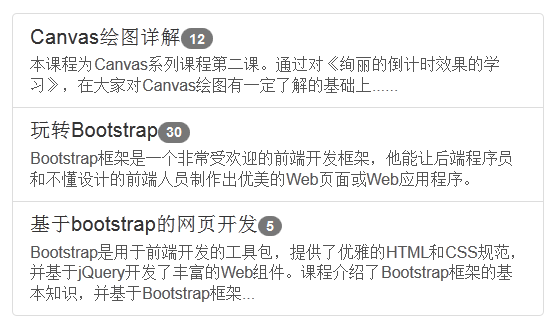 Canvas绘图详解12
本课程为Canvas系列课程第二课。通过对《绚丽的倒计时效果的学
习》，在大家对Canvas绘图有一定了解的基础上......
玩转Bootstrap30
Bootstrap框架是一个非常受欢迎的前端开发框架，他能让后端程序员
和不懂设计的前端人员制作出优美的Web页面或Web应用程序。
基于bootstrap的网页开发5
Bootstrap是用于前端开发的工具包，提供了优雅的HTML和CSS规范，
并基于jQuery开发了丰富的Web组件。课程介绍了Bootstrap框架的基
本知识，并基于Bootstrap框架...